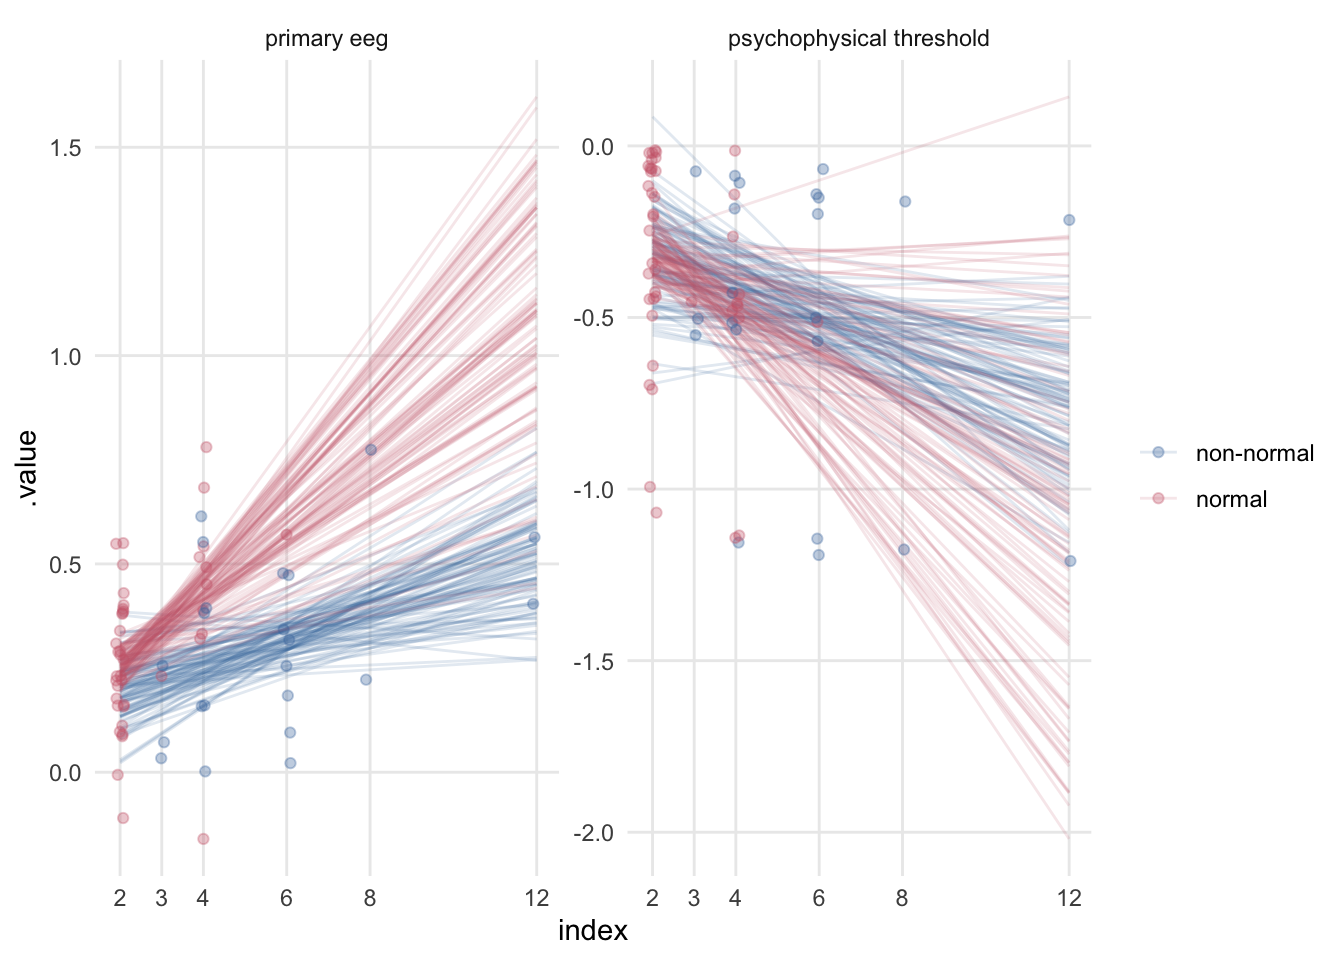 primary eeg
psychophysical threshold
.value
1.5
1.0
0.5
0.0
0.0
-0.5
-1.0
-1.5
-2.0
2 3 4 6 8 12
2 3 4 6 8 12
index
non-normal
normal